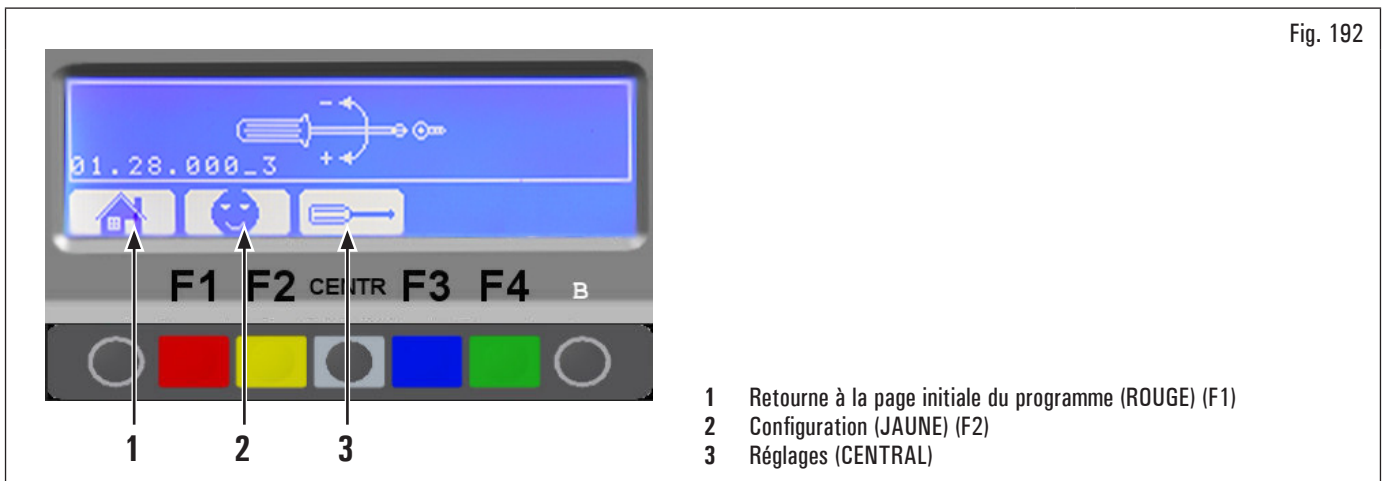 Fig. 192
- +
01.28.000_3
F1 F2 CENTR F3 F4 B
1 2 3
1 Retourne à la page initiale du programme (ROUGE) (F1)
2 Configuration (JAUNE) (F2)
3 Réglages (CENTRAL)